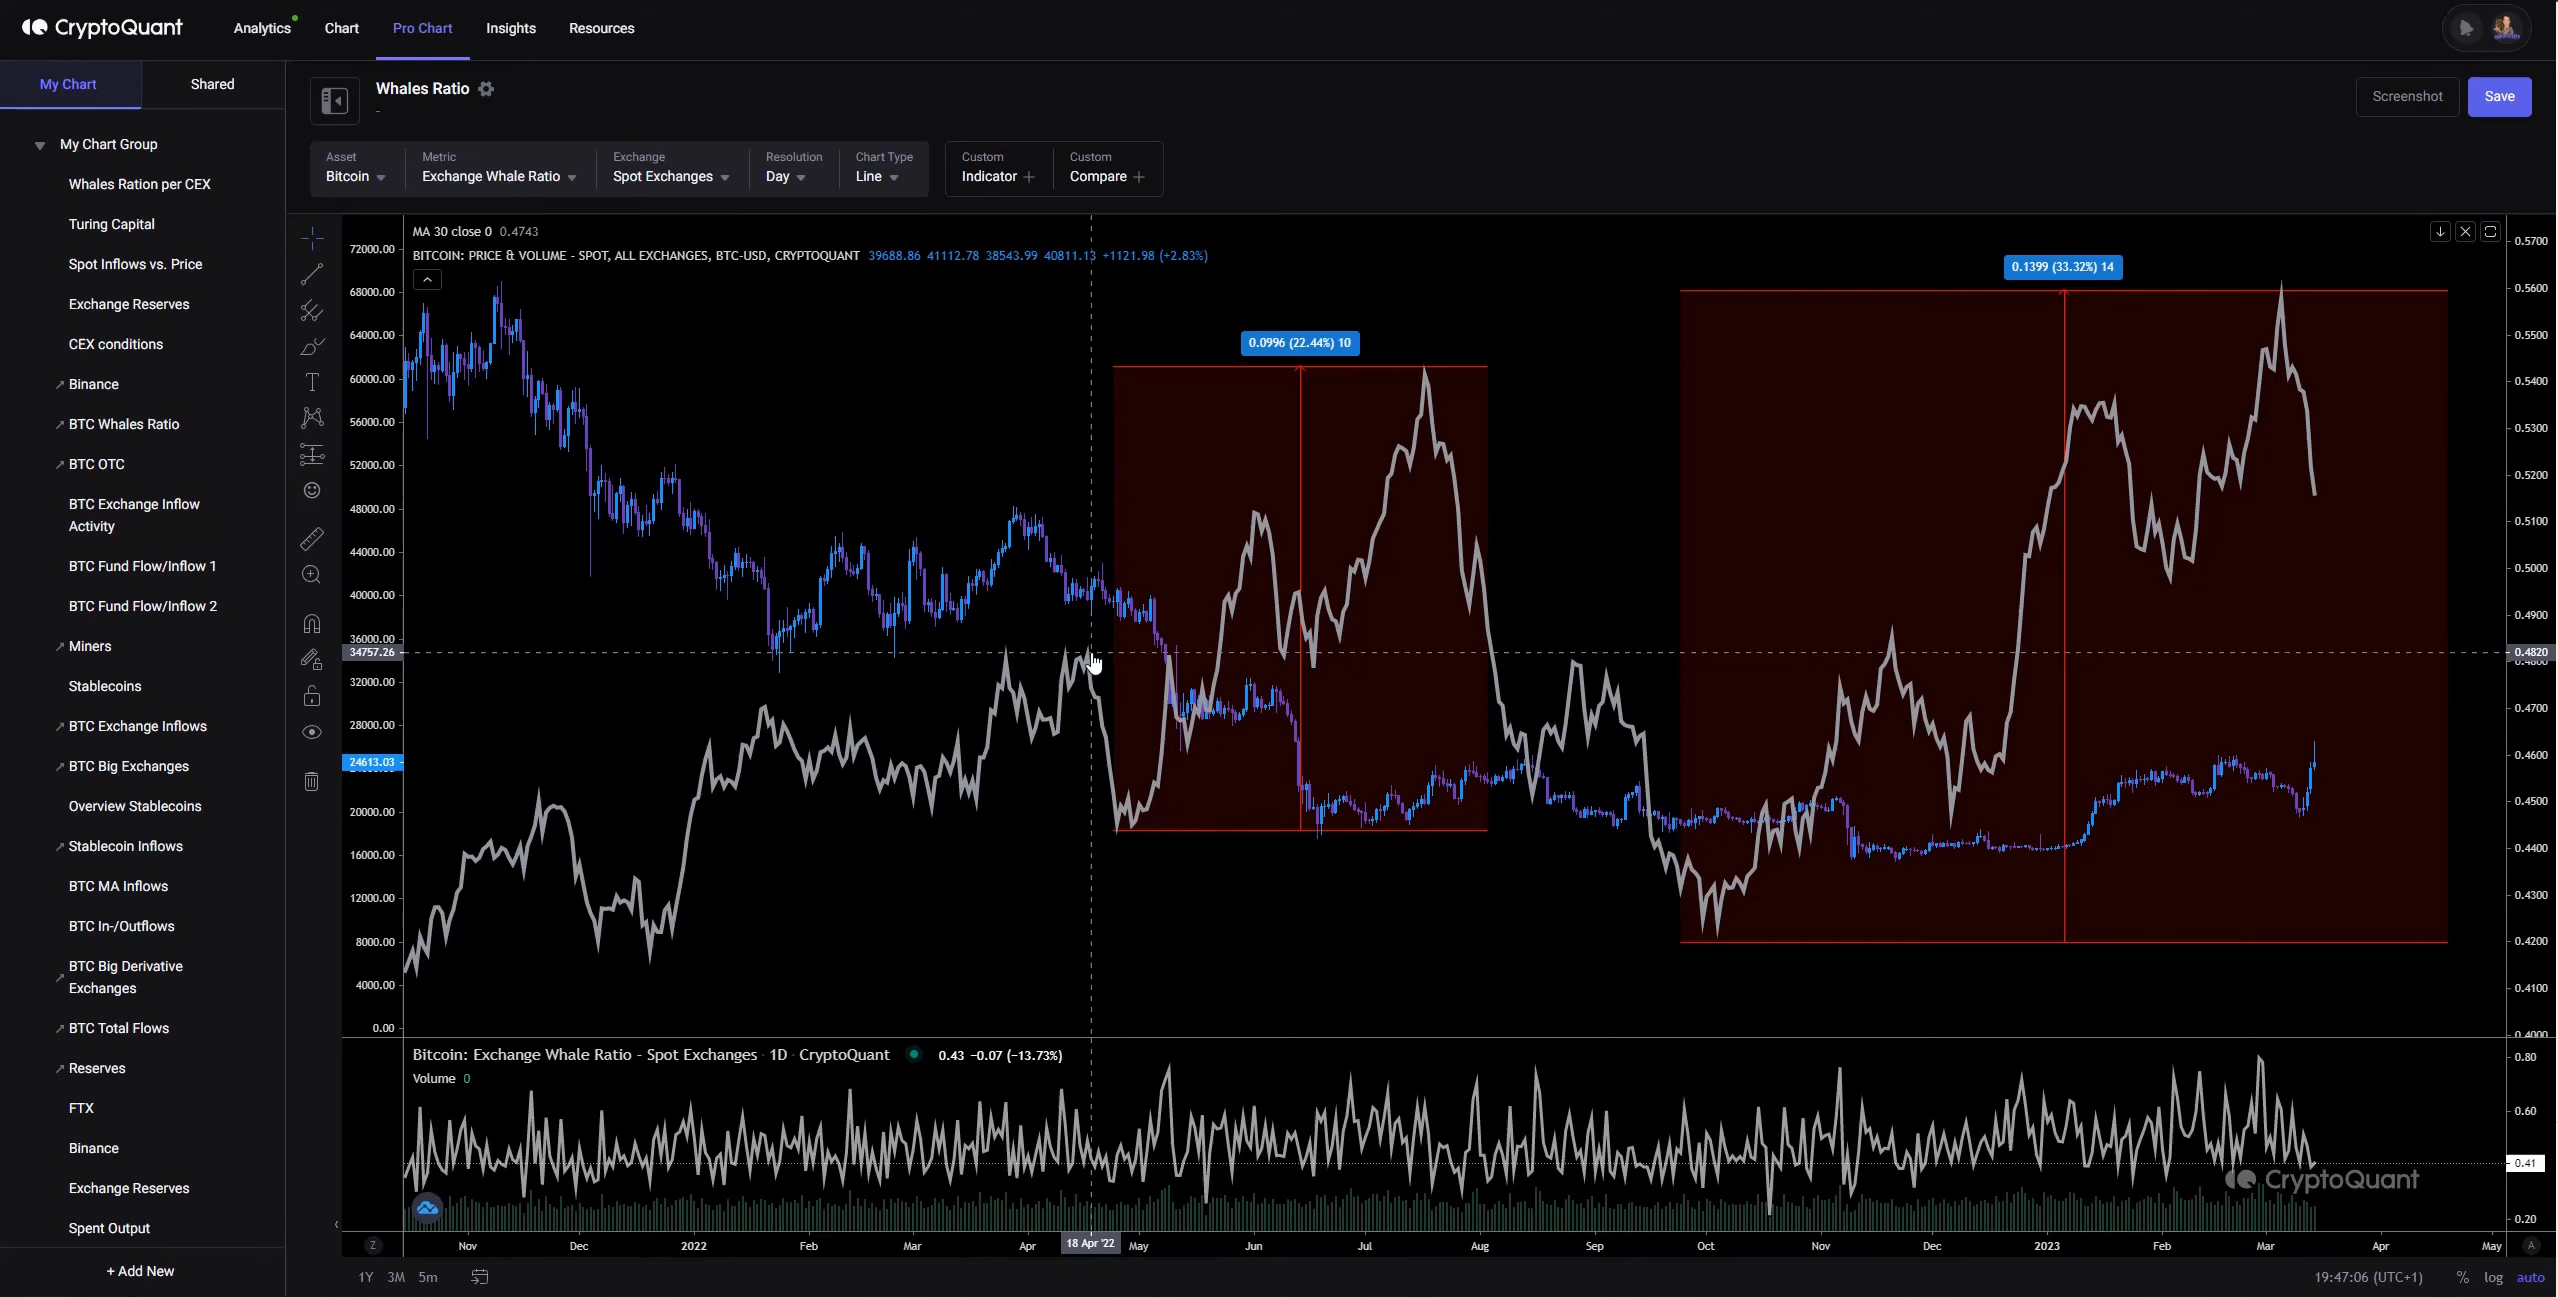 CryptoQuant
Analytics Chart Pro Chart Insights Resources
My Chart Shared
Whales Ratio
-
Screenshot Save
My Chart Group
Whales Ration per CEX
Turing Capital
Spot Inflows vs. Price
Exchange Reserves
CEX conditions
Binance
BTC Whales Ratio
BTC OTC
BTC Exchange Inflow
Activity
BTC Fund Flow/Inflow 1
BTC Fund Flow/Inflow 2
Miners
Stablecoins
BTC Exchange Inflows
BTC Big Exchanges
Overview Stablecoins
Stablecoin Inflows
BTC MA Inflows
BTC In-/Outflows
BTC Big Derivative
Exchanges
BTC Total Flows
Reserves
FTX
Binance
Exchange Reserves
Spent Output
+ Add New
Asset Metric Exchange Resolution Chart Type Custom Custom
Bitcoin Exchange Whale Ratio Spot Exchanges Day Line Indicator + Compare +
MA 30 close 0 0.4743
BITCOIN: PRICE & VOLUME - SPOT, ALL EXCHANGES, BTC-USD, CRYPTOQUANT 39688.86 41112.78 38543.99 40811.13 +1121.98 (+2.83%)
72000.00
68000.00
64000.00
60000.00
56000.00
52000.00
48000.00
44000.00
40000.00
36000.00
34757.26
32000.00
28000.00
24613.03
20000.00
16000.00
12000.00
8000.00
4000.00
0.00
0.0996 (22.44%) 10
0.1399 (33.32%) 14
0.5700
0.5600
0.5500
0.5400
0.5300
0.5200
0.5100
0.5000
0.4900
0.4820
0.4800
0.4700
0.4600
0.4500
0.4400
0.4300
0.4200
0.4100
0.4000
Bitcoin: Exchange Whale Ratio - Spot Exchanges · 1D · CryptoQuant 0.43 -0.07 (-13.73%)
Volume 0
0.80
0.60
0.41
0.20
CryptoQuant
Z Nov Dec 2022 Feb Mar Apr 18 Apr '22 May Jun Jul Aug Sep Oct Nov Dec 2023 Feb Mar Apr May A
1Y 3M 5m
19:47:06 (UTC+1) % log auto